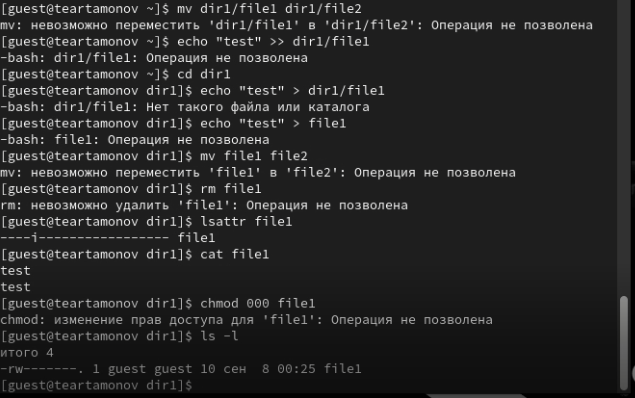 [guest@teartamonov ~]$ mv dir1/file1 dir1/file2
mv: невозможно переместить 'dir1/file1' в 'dir1/file2': Операция не позволена
[guest@teartamonov ~]$ echo "test" >> dir1/file1
-bash: dir1/file1: Операция не позволена
[guest@teartamonov ~]$ cd dir1
[guest@teartamonov dir1]$ echo "test" > dir1/file1
-bash: dir1/file1: Нет такого файла или каталога
[guest@teartamonov dir1]$ echo "test" > file1
-bash: file1: Операция не позволена
[guest@teartamonov dir1]$ mv file1 file2
mv: невозможно переместить 'file1' в 'file2': Операция не позволена
[guest@teartamonov dir1]$ rm file1
rm: невозможно удалить 'file1': Операция не позволена
[guest@teartamonov dir1]$ lsattr file1
----i----------------- file1
[guest@teartamonov dir1]$ cat file1
test
test
[guest@teartamonov dir1]$ chmod 000 file1
chmod: изменение прав доступа для 'file1': Операция не позволена
[guest@teartamonov dir1]$ ls -l
итого 4
-rw-------. 1 guest guest 10 сен  8 00:25 file1
[guest@teartamonov dir1]$